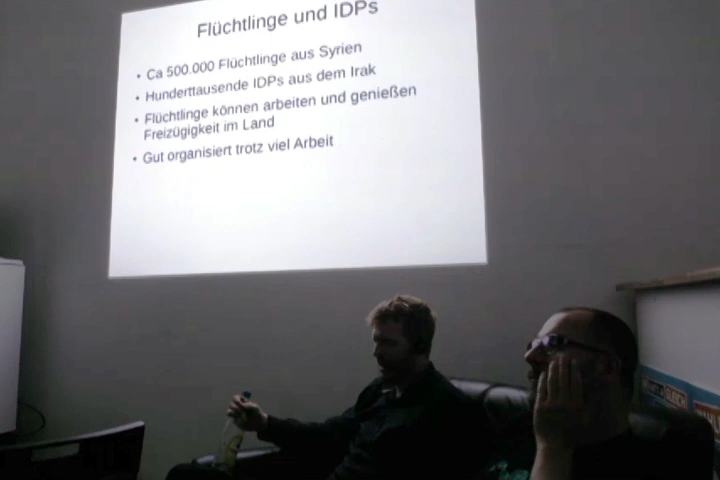 Flüchtlinge und IDPs
• Ca 500.000 Flüchtlinge aus Syrien
• Hunderttausende IDPs aus dem Irak
• Flüchtlinge können arbeiten und genießen
Freizügigkeit im Land
• Gut organisiert trotz viel Arbeit